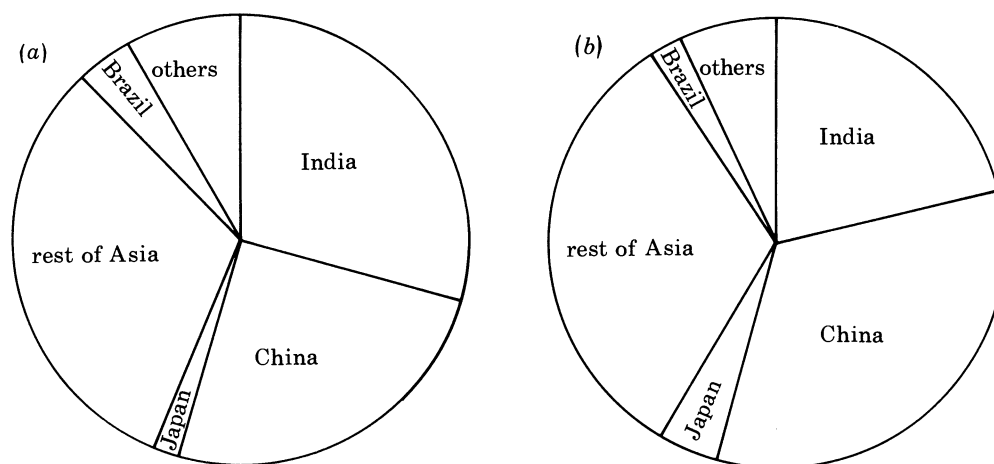 (a)
others
Brazil
India
rest of Asia
China
Japan
(b)
others
Brazil
India
rest of Asia
China
Japan